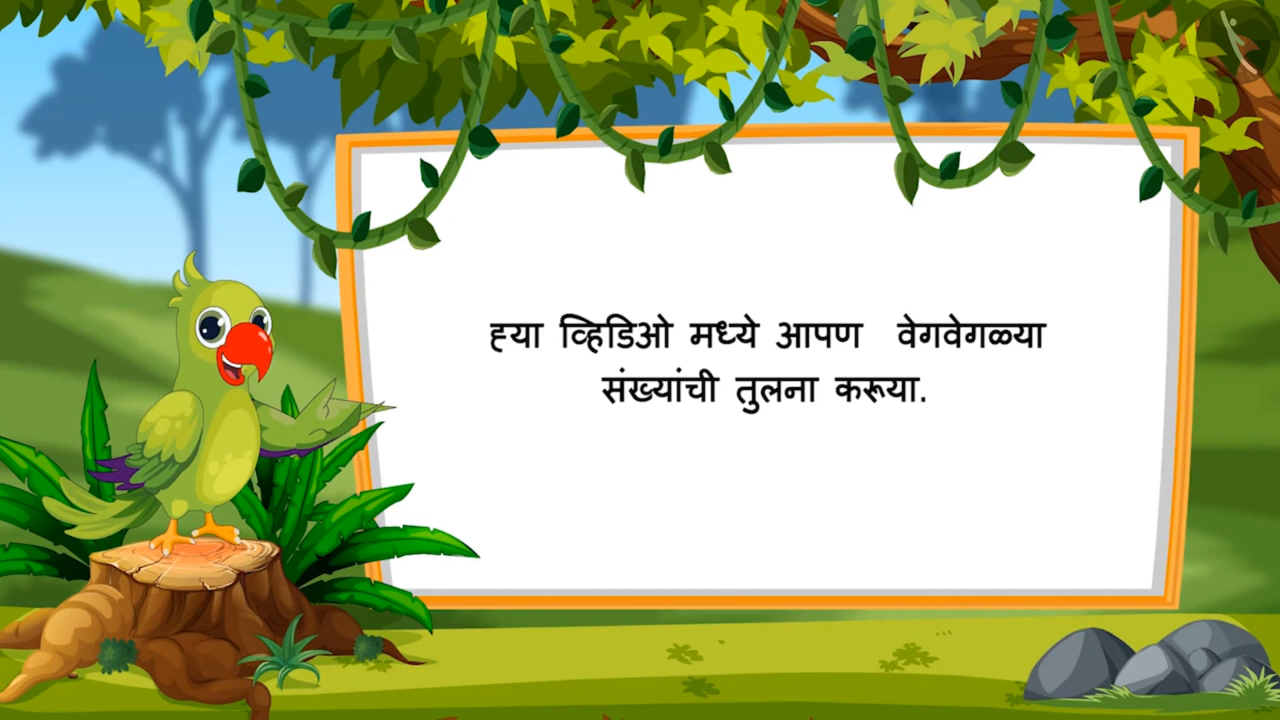 ह्या व्हिडिओ मध्ये आपण वेगवेगळ्या
संख्यांची तुलना करूया.